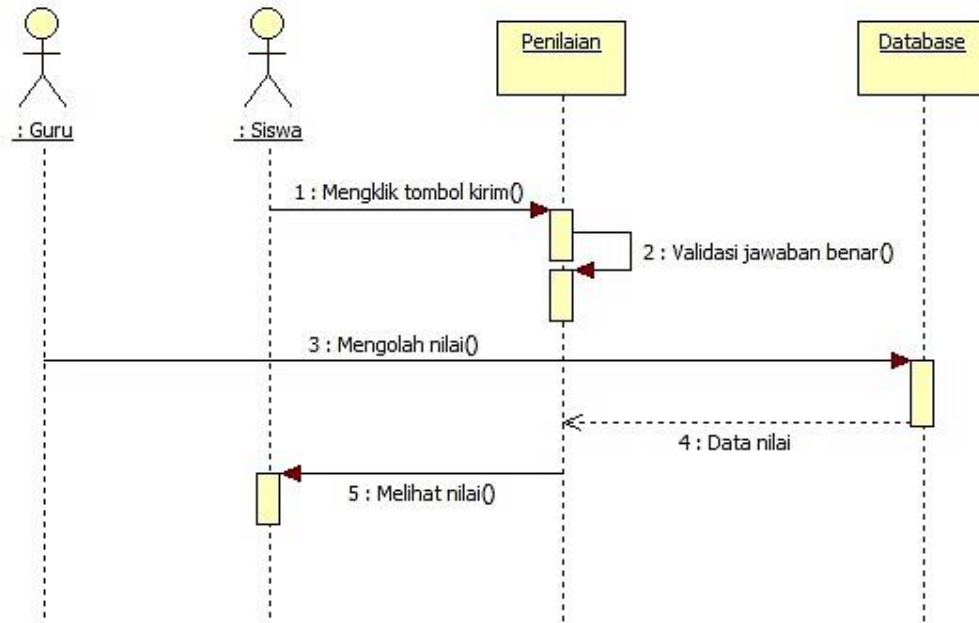 Penilaian
Database
: Guru
: Siswa
1 : Mengklik tombol kirim()
2 : Validasi jawaban benar()
3 : Mengolah nilai()
4 : Data nilai
5 : Melihat nilai()